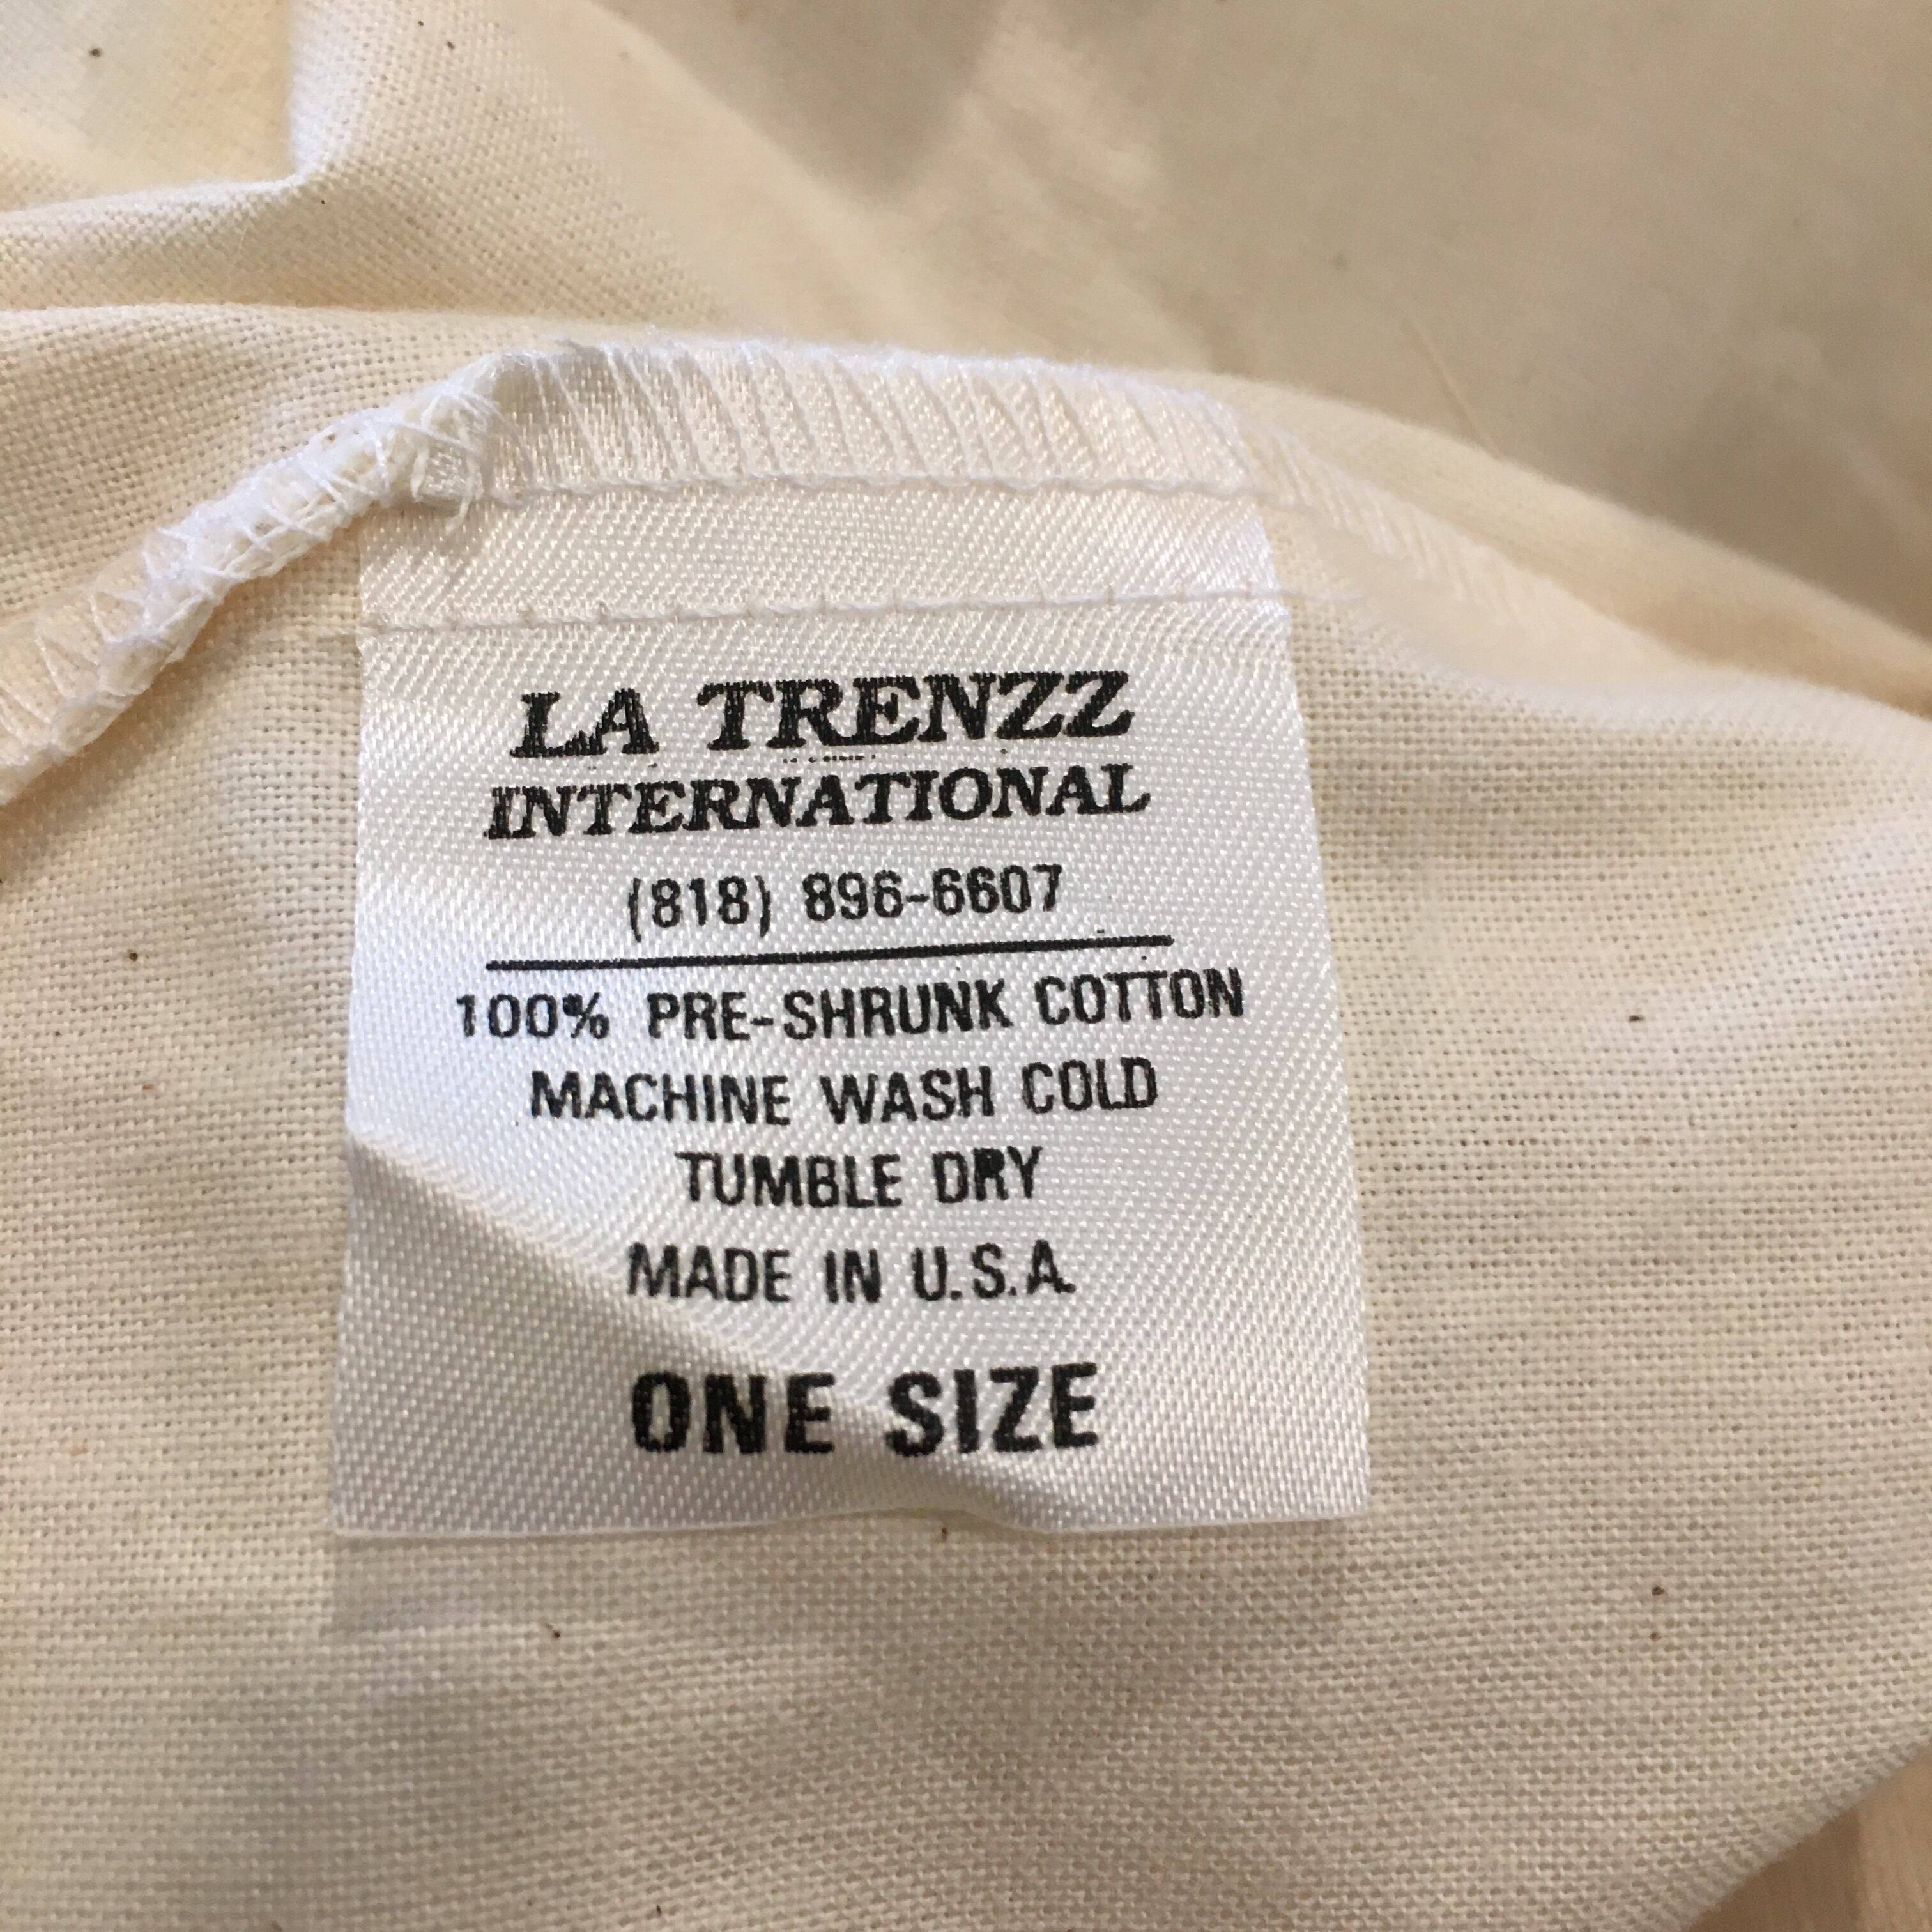 LA TRENZZ
INTERNATIONAL
(818) 896-6607
100% PRE-SHRUNK COTTON
MACHINE WASH COLD
TUMBLE DRY
MADE IN U.S.A.
ONE SIZE